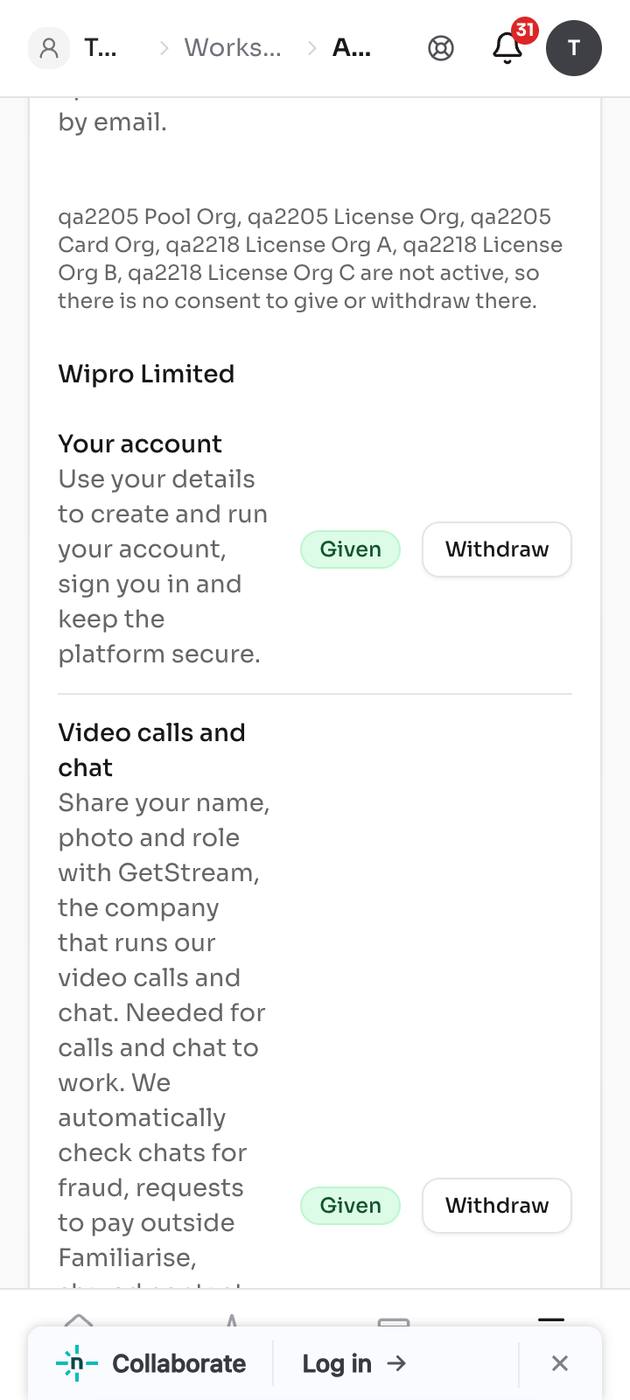 T...
Works...
A...
31
T
by email.
qa2205 Pool Org, qa2205 License Org, qa2205
Card Org, qa2218 License Org A, qa2218 License
Org B, qa2218 License Org C are not active, so
there is no consent to give or withdraw there.
Wipro Limited
Your account
Use your details
to create and run
your account,
sign you in and
keep the
platform secure.
Given
Withdraw
Video calls and
chat
Share your name,
photo and role
with GetStream,
the company
that runs our
video calls and
chat. Needed for
calls and chat to
work. We
automatically
check chats for
fraud, requests
to pay outside
Familiarise,
Given
Withdraw
n
Collaborate
Log in →